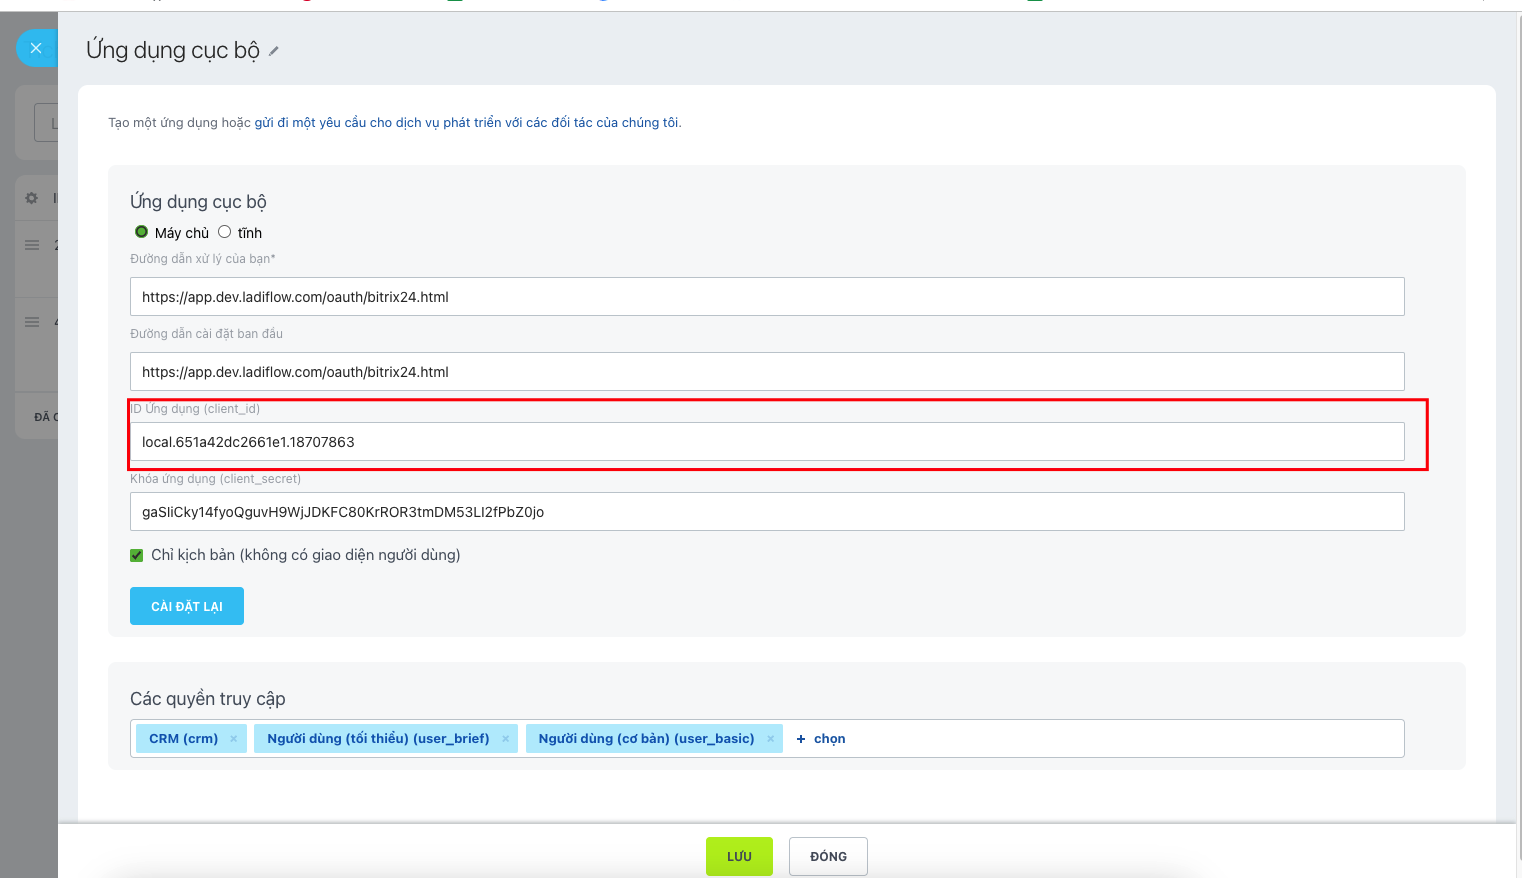 Ứng dụng cục bộ
Tạo một ứng dụng hoặc gửi đi một yêu cầu cho dịch vụ phát triển với các đối tác của chúng tôi.
Ứng dụng cục bộ
Máy chủ tĩnh
Đường dẫn xử lý của bạn*
https://app.dev.ladiflow.com/oauth/bitrix24.html
Đường dẫn cài đặt ban đầu
https://app.dev.ladiflow.com/oauth/bitrix24.html
ID Ứng dụng (client_id)
local.651a42dc2661e1.18707863
Khóa ứng dụng (client_secret)
gaSliCky14fyoQguvH9WjJDKFC80KrROR3tmDM53LI2fPbZ0jo
Chỉ kịch bản (không có giao diện người dùng)
CÀI ĐẶT LẠI
Các quyền truy cập
CRM (crm) × Người dùng (tối thiểu) (user_brief) × Người dùng (cơ bản) (user_basic) × + chọn
ĐÃ
LƯU ĐÓNG